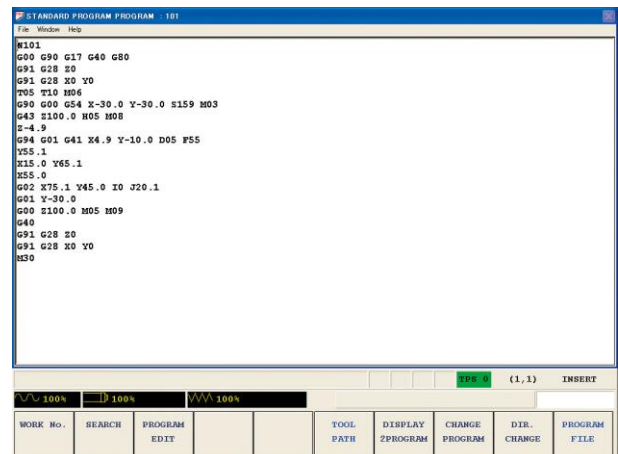 STANDARD PROGRAM PROGRAM : 101
File Window Help
N101
G00 G90 G17 G40 G80
G91 G28 Z0
G91 G28 X0 Y0
T05 T10 M06
G90 G00 G54 X-30.0 Y-30.0 S159 M03
G43 Z100.0 H05 M08
Z-4.9
G94 G01 G41 X4.9 Y-10.0 D05 F55
Y55.1
X15.0 Y65.1
X55.0
G02 X75.1 Y45.0 I0 J20.1
G01 Y-30.0
G00 Z100.0 M05 M09
G40
G91 G28 Z0
G91 G28 X0 Y0
M30
TPS 0 (1,1) INSERT
100% 100% 100%
WORK No. SEARCH PROGRAM EDIT TOOL PATH DISPLAY 2PROGRAM CHANGE PROGRAM DIR. CHANGE PROGRAM FILE